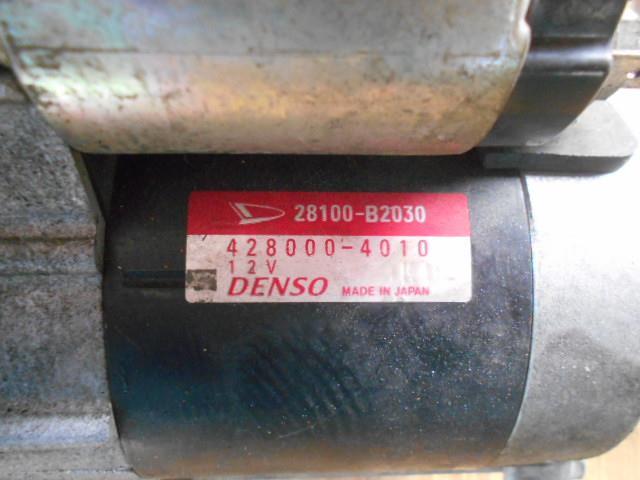 28100-B2030
428000-4010
12V
DENSO MADE IN JAPAN